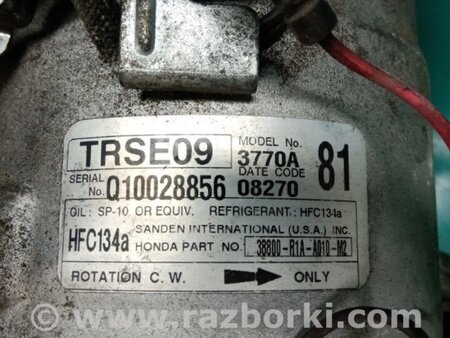 TRSE09 MODEL No. 3770A 81
SERIAL No. Q10028856 DATE CODE 08270
OIL: SP-10 OR EQUIV. REFRIGERANT: HFC134a
HFC134a SANDEN INTERNATIONAL (U.S.A.) INC.
HONDA PART NO. 38800-R1A-A010-M2
ROTATION C. W. ONLY
www.razborki.com